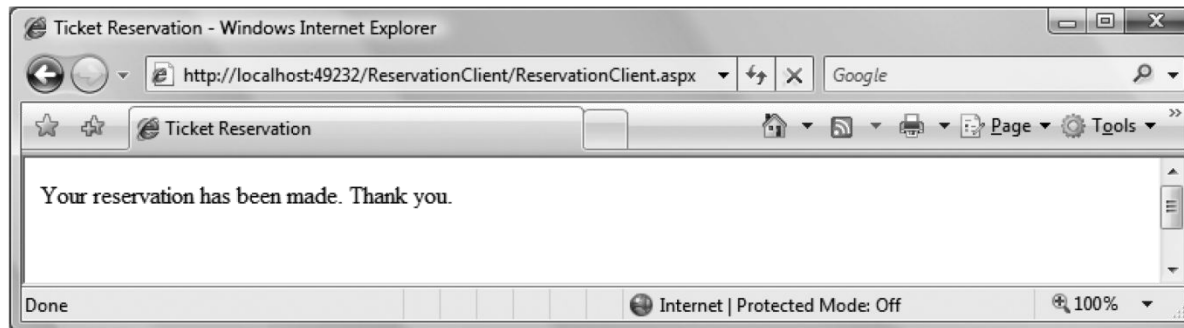 Ticket Reservation - Windows Internet Explorer
http://localhost:49232/ReservationClient/ReservationClient.aspx
Google
Ticket Reservation
Page
Tools
»
Your reservation has been made. Thank you.
Done
Internet | Protected Mode: Off
100%